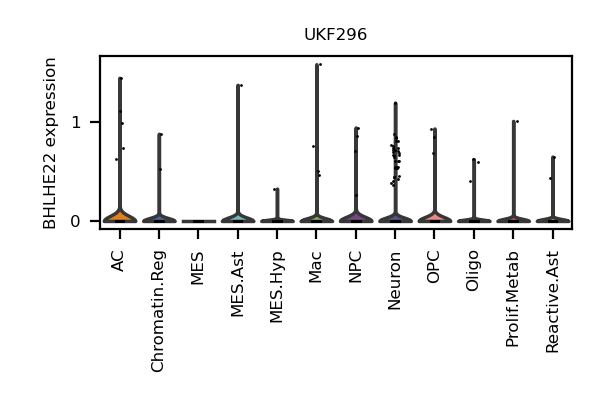 UKF296
BHLHE22 expression
1
0
AC
Chromatin.Reg
MES
MES.Ast
MES.Hyp
Mac
NPC
Neuron
OPC
Oligo
Prolif.Metab
Reactive.Ast